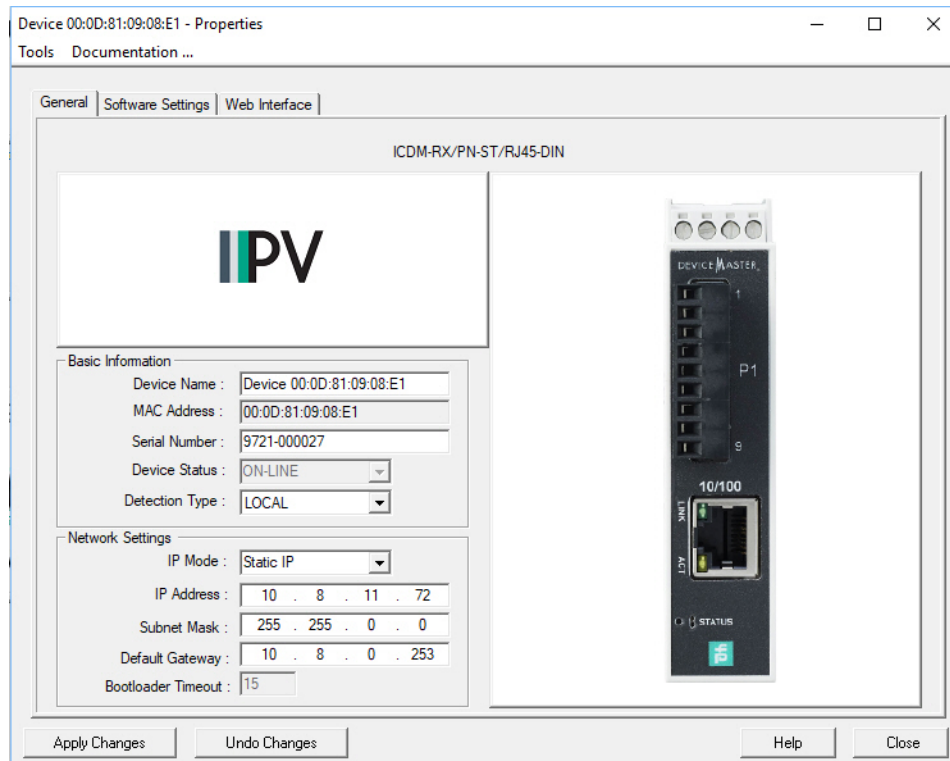 Device 00:0D:81:09:08:E1 - Properties
Tools Documentation ...
General Software Settings Web Interface
ICDM-RX/PN-ST/RJ45-DIN
PV
DEVICEMASTER
1
P1
9
10/100
LINK
ACT
STATUS
Basic Information
Device Name : Device 00:0D:81:09:08:E1
MAC Address : 00:0D:81:09:08:E1
Serial Number : 9721-000027
Device Status : ON-LINE
Detection Type : LOCAL
Network Settings
IP Mode : Static IP
IP Address : 10 . 8 . 11 . 72
Subnet Mask : 255 . 255 . 0 . 0
Default Gateway : 10 . 8 . 0 . 253
Bootloader Timeout : 15
Apply Changes Undo Changes Help Close